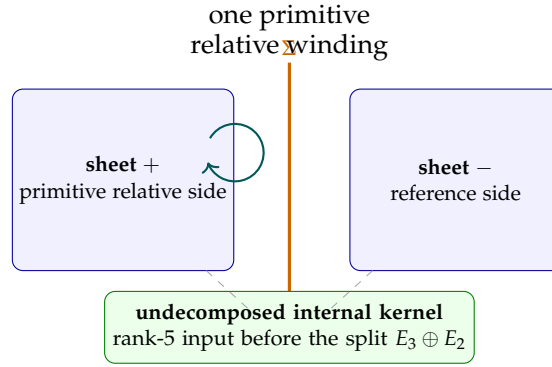 one primitive
relative winding
Σ
sheet +
primitive relative side
sheet −
reference side
undecomposed internal kernel
rank-5 input before the split E₃ ⊕ E₂